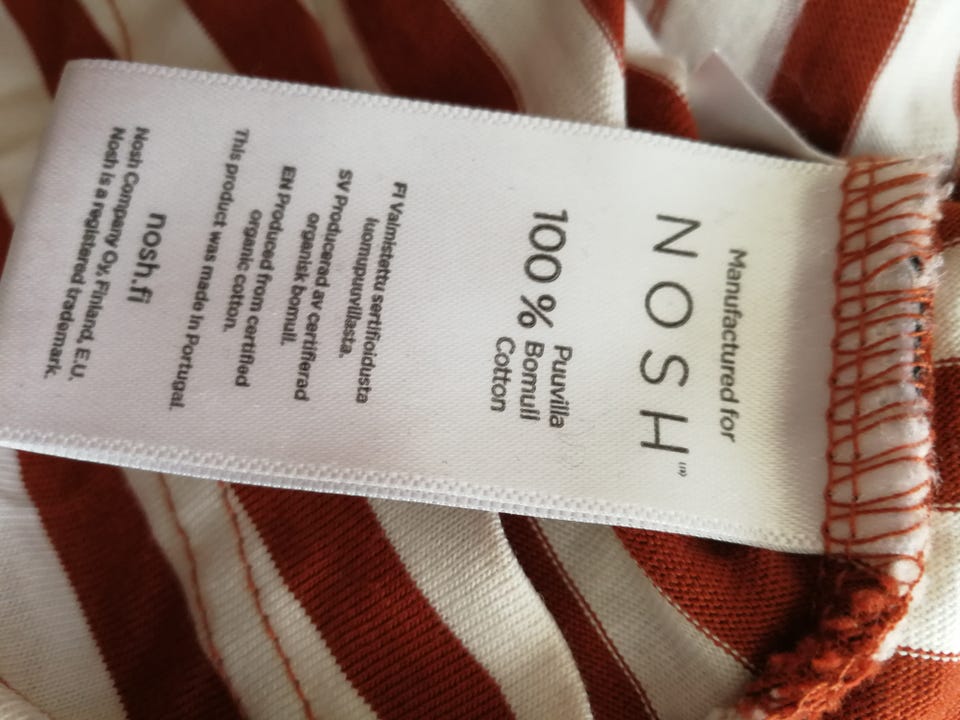 Manufactured for
NOSH (R)
100 % Puuvilla
Bomull
Cotton
FI Valmistettu sertifioidusta
luomupuuvillasta.
SV Producerad av certifierad
organisk bomull.
EN Produced from certified
organic cotton.
This product was made in Portugal.
nosh.fi
Nosh Company Oy, Finland, E.U.
Nosh is a registered trademark.